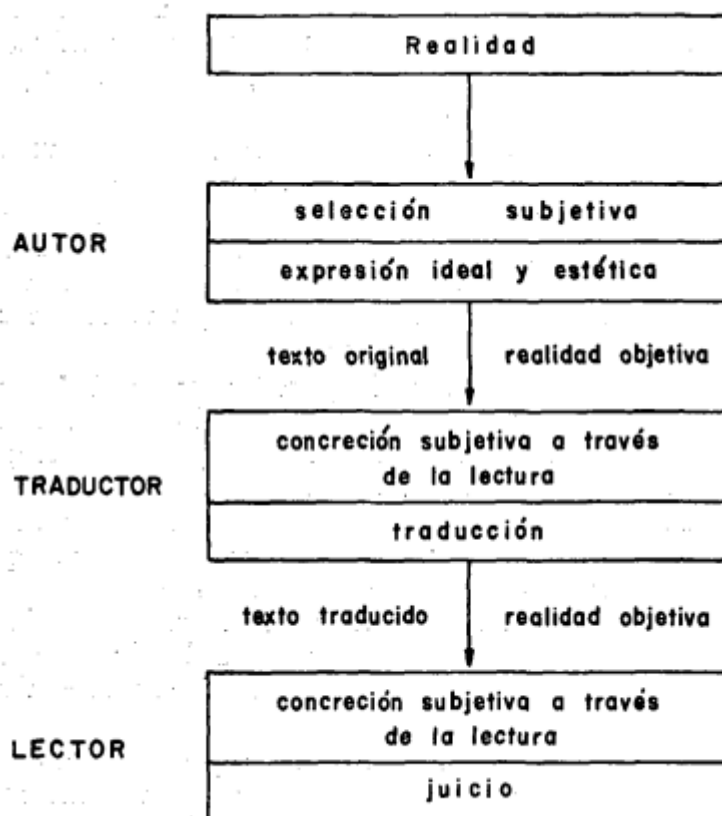 Realidad
selección subjetiva
AUTOR
expresión ideal y estética
texto original realidad objetiva
concreción subjetiva a través
de la lectura
TRADUCTOR
traducción
texto traducido realidad objetiva
concreción subjetiva a través
de la lectura
LECTOR
juicio